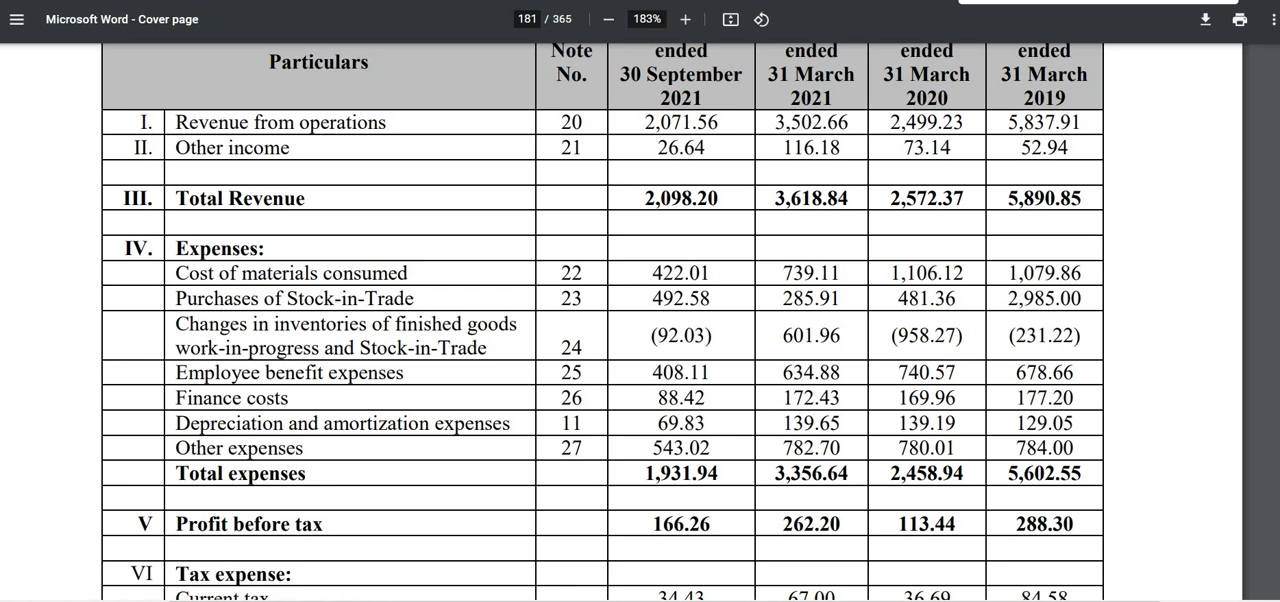 Microsoft Word - Cover page 181 / 365 183%
Particulars Note No. ended 30 September 2021 ended 31 March 2021 ended 31 March 2020 ended 31 March 2019
I. Revenue from operations 20 2,071.56 3,502.66 2,499.23 5,837.91
II. Other income 21 26.64 116.18 73.14 52.94
III. Total Revenue 2,098.20 3,618.84 2,572.37 5,890.85
IV. Expenses:
Cost of materials consumed 22 422.01 739.11 1,106.12 1,079.86
Purchases of Stock-in-Trade 23 492.58 285.91 481.36 2,985.00
Changes in inventories of finished goods
work-in-progress and Stock-in-Trade 24 (92.03) 601.96 (958.27) (231.22)
Employee benefit expenses 25 408.11 634.88 740.57 678.66
Finance costs 26 88.42 172.43 169.96 177.20
Depreciation and amortization expenses 11 69.83 139.65 139.19 129.05
Other expenses 27 543.02 782.70 780.01 784.00
Total expenses 1,931.94 3,356.64 2,458.94 5,602.55
V Profit before tax 166.26 262.20 113.44 288.30
VI Tax expense:
Current tax 34.43 67.00 36.69 84.58